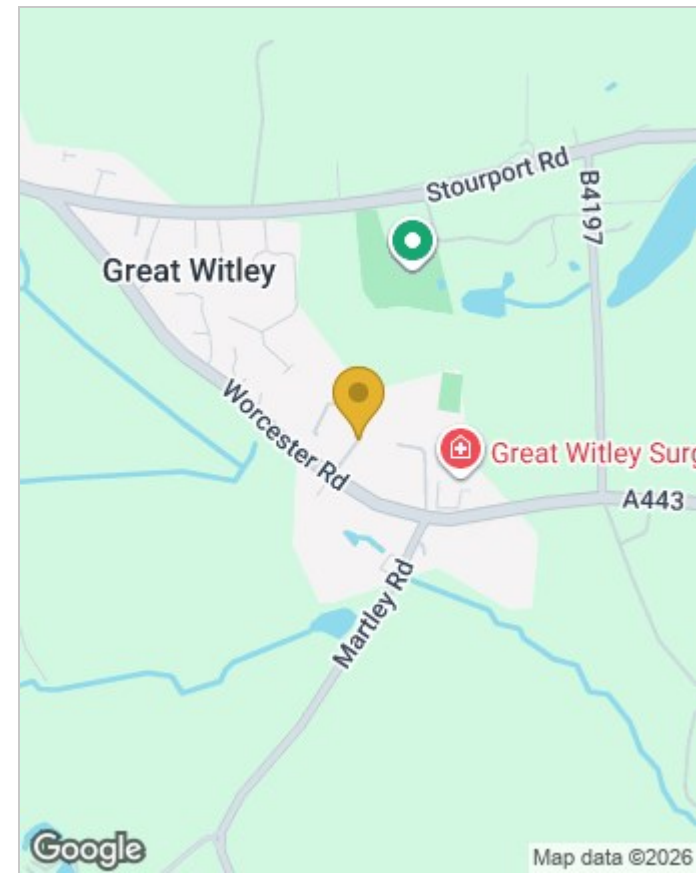 Stourport Rd
B4197
Great Witley
Worcester Rd
Great Witley Surg
A443
Martley Rd
Google
Map data ©2026